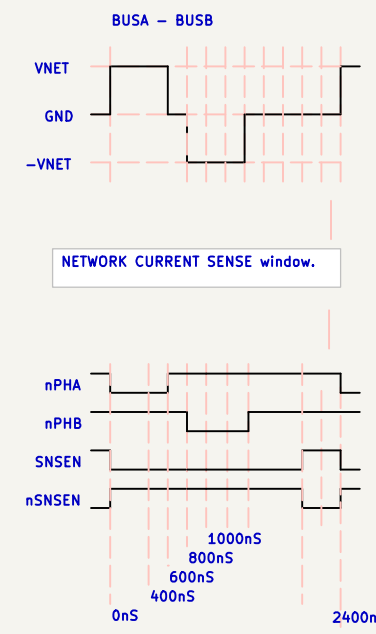 BUSA – BUSB
VNET
GND
–VNET
NETWORK CURRENT SENSE window.
nPHA
nPHB
SNSEN
nSNSEN
1000nS
800nS
600nS
400nS
0nS
2400n